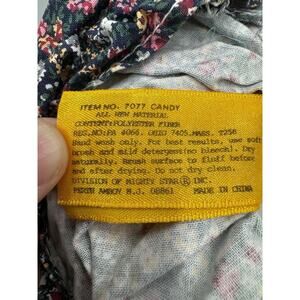 ITEM NO. 7077 CANDY
ALL NEW MATERIAL
CONTENT:POLYESTER FIBER
REG.NO:PA 4066. OHIO 7405.MASS. T258
Hand wash only. For best results, use soft
brush and mild detergent(no bleach). Dry
naturally. Brush surface to fluff before
and after drying. Do not dry clean.
DIVISION OF MIGHTY STAR® INC.
PERTH AMBOY N.J. 08861 MADE IN CHINA